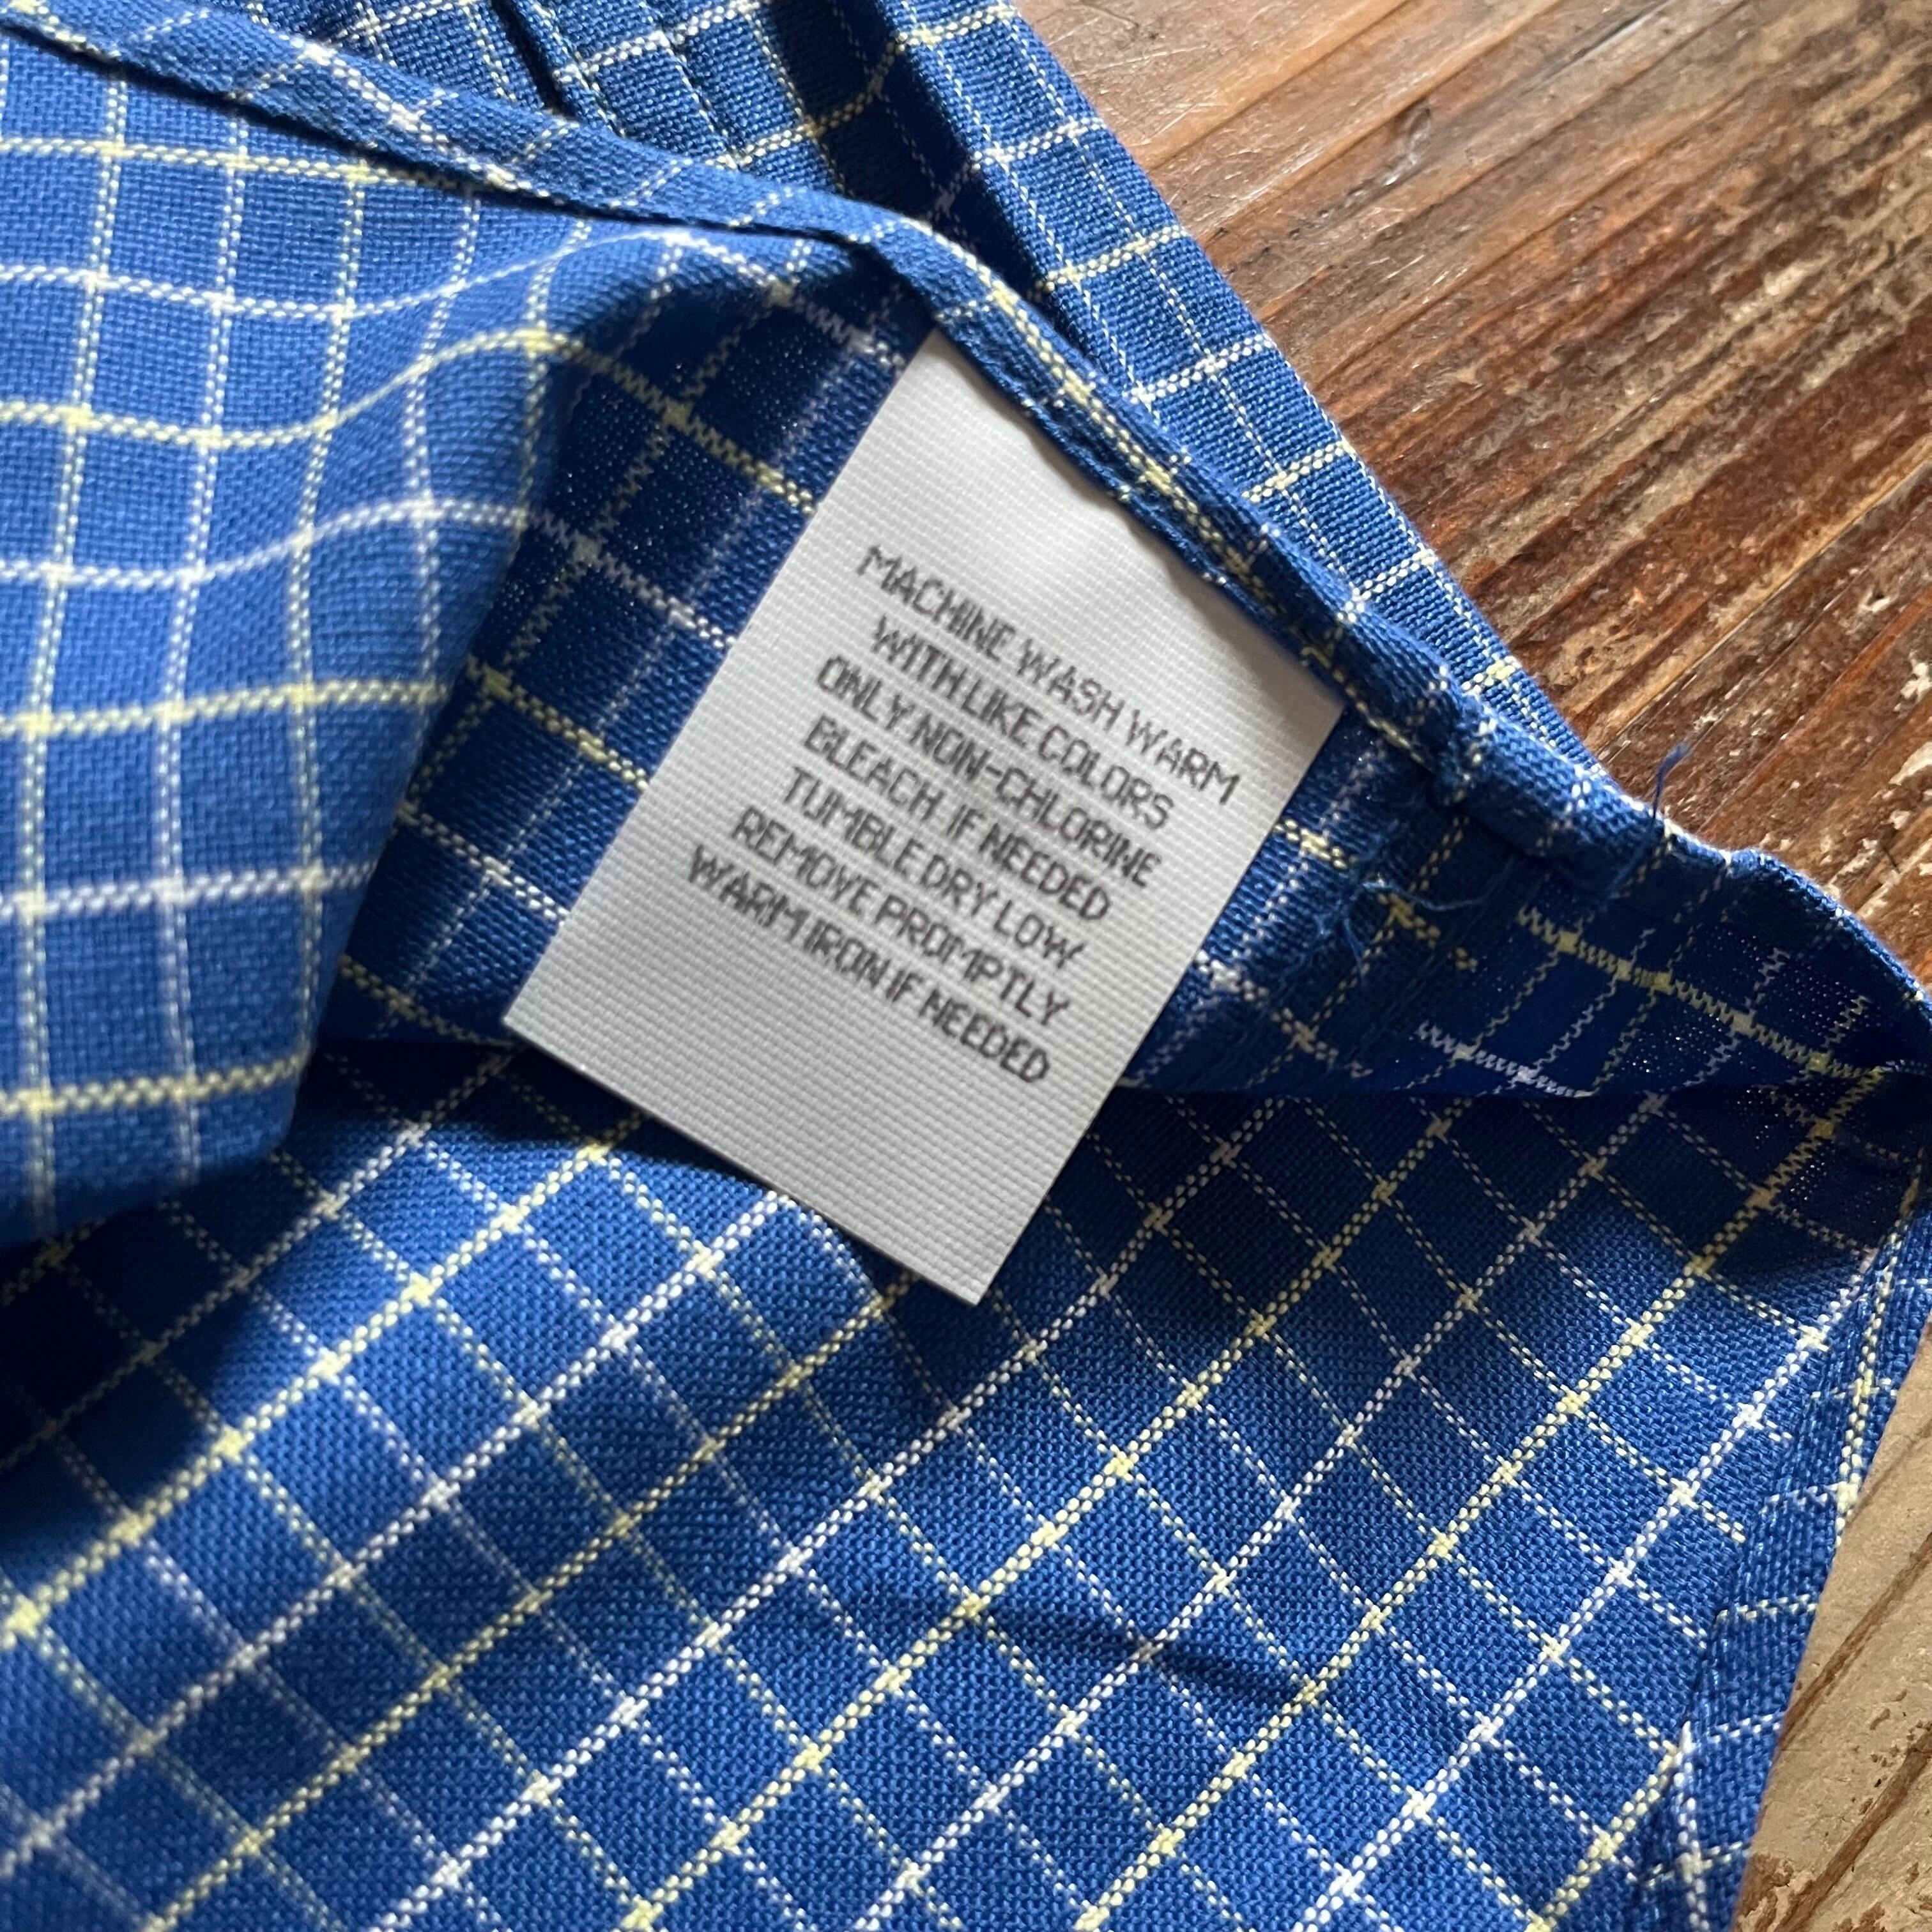 MACHINE WASH WARM
WITH LIKE COLORS
ONLY NON-CHLORINE
BLEACH, IF NEEDED
TUMBLE DRY LOW
REMOVE PROMPTLY
WARM IRON IF NEEDED